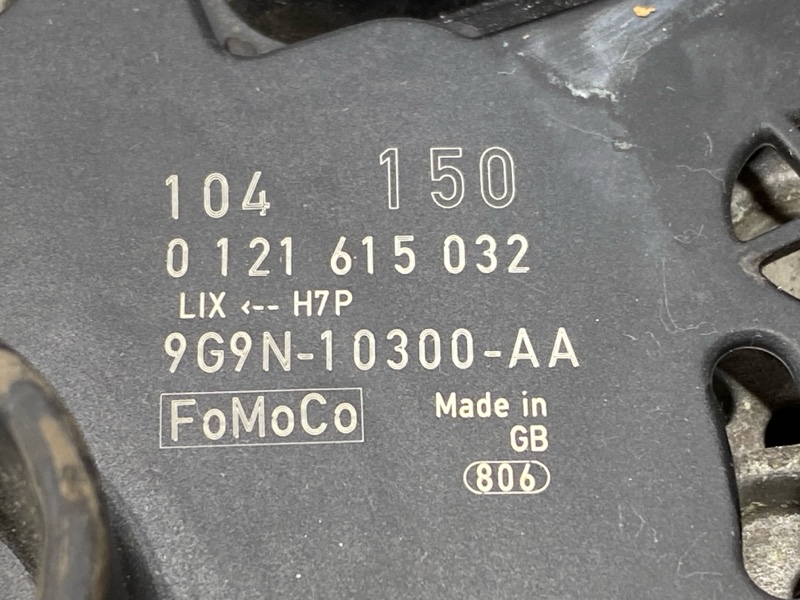 104 150
0 121 615 032
LIX <-- H7P
9G9N-10300-AA
FoMoCo
Made in
GB
806